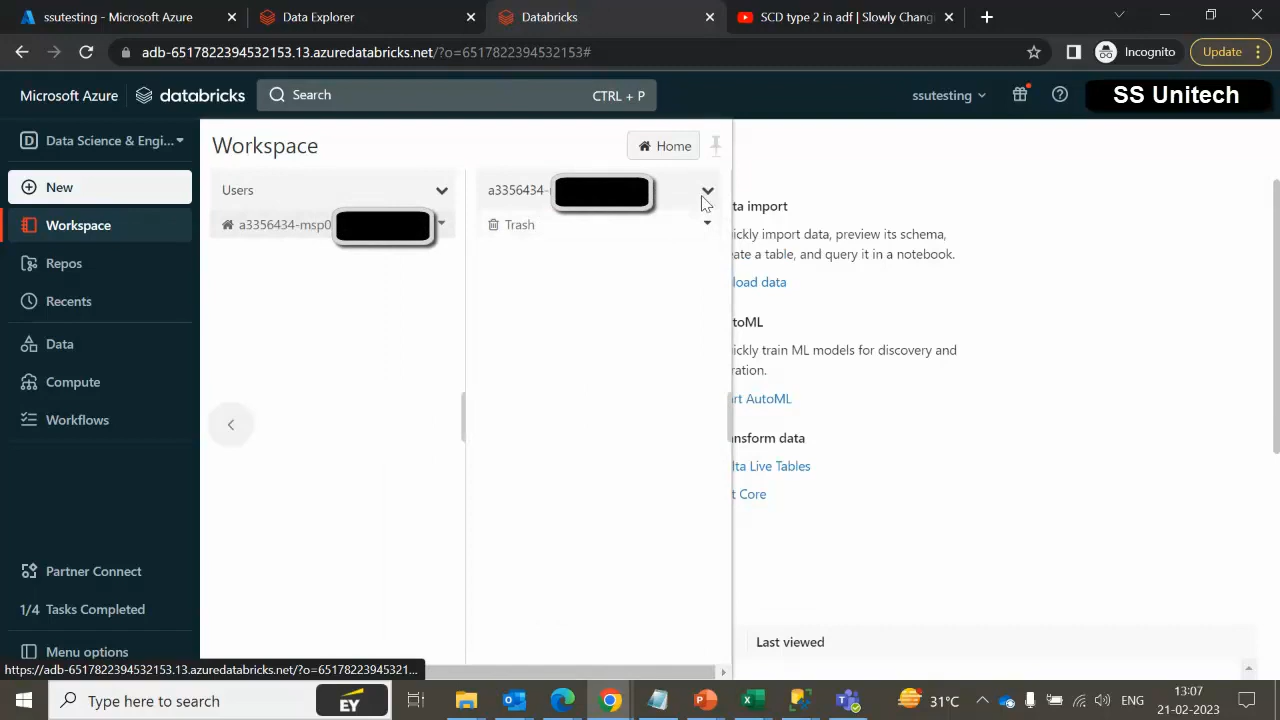 ssutesting - Microsoft Azure
Data Explorer
Databricks
SCD type 2 in adf | Slowly Chang
adb-6517822394532153.13.azuredatabricks.net/?o=6517822394532153#
Incognito
Update
Microsoft Azure
databricks
Search
CTRL + P
ssutesting
SS Unitech
Data Science & Engi...
New
Workspace
Repos
Recents
Data
Compute
Workflows
Partner Connect
1/4 Tasks Completed
Menu options
Workspace
Home
Users
a3356434-msp0
a3356434-
Trash
ta import
ickly import data, preview its schema,
eate a table, and query it in a notebook.
load data
toML
ickly train ML models for discovery and
ration.
rt AutoML
nsform data
lta Live Tables
t Core
Last viewed
https://adb-6517822394532153.13.azuredatabricks.net/?o=65178223945321...
Type here to search
EY
31°C
ENG
13:07
21-02-2023